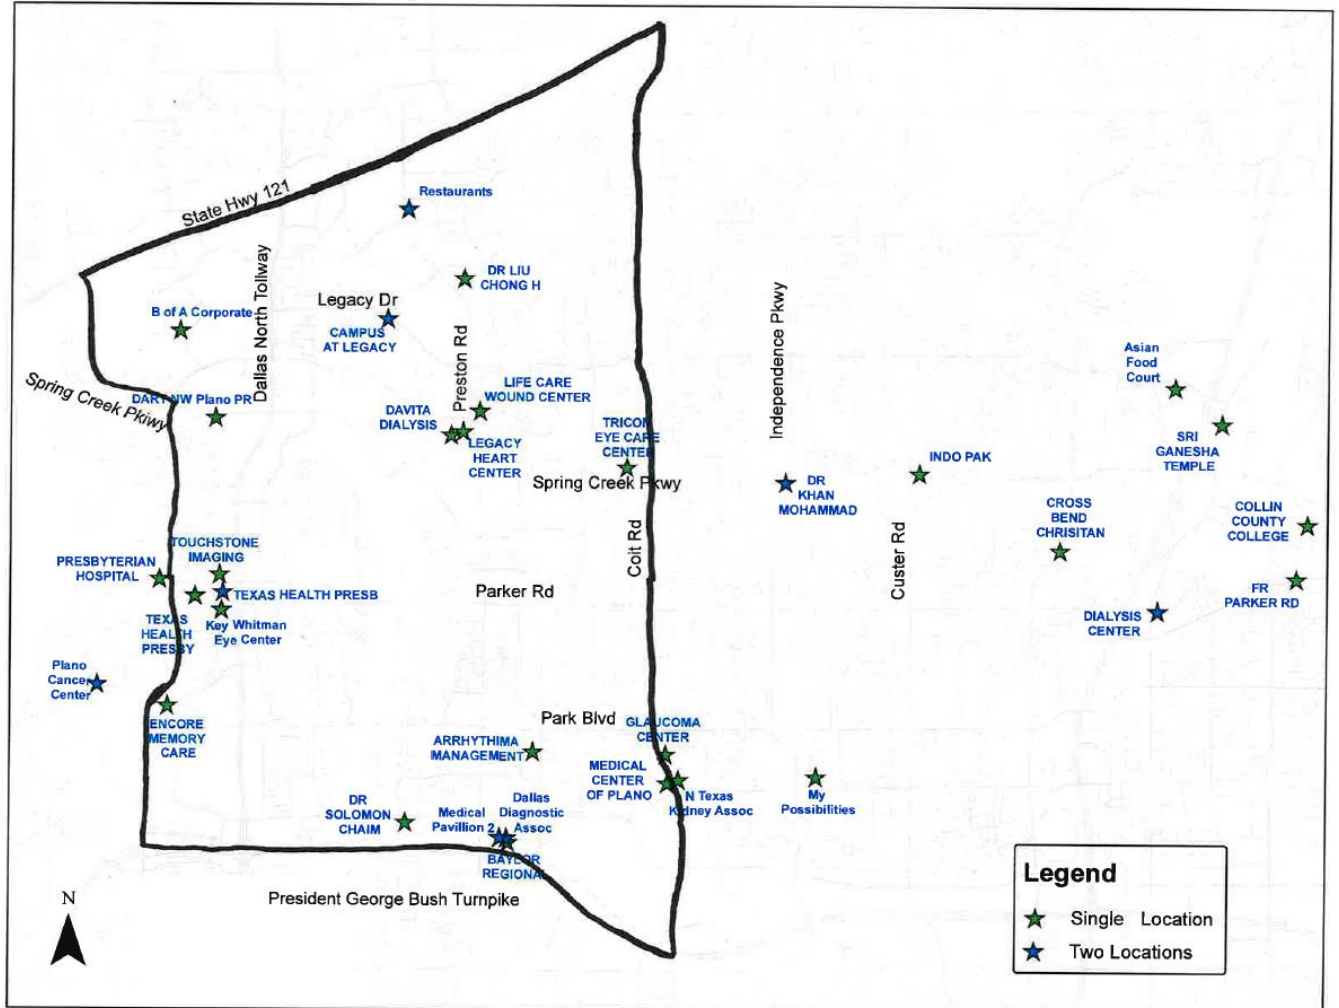 Restaurants
State Hwy 121
DR LIU
CHONG H
Dallas North Tollway
Legacy Dr
B of A Corporate
CAMPUS
AT LEGACY
Preston Rd
Independence Pkwy
Asian
Food
Court
Spring Creek Pkiwy
DART NW Plano PR
LIFE CARE
WOUND CENTER
DAVITA
DIALYSIS
LEGACY
HEART
CENTER
TRICON
EYE CARE
CENTER
SRI
GANESHA
TEMPLE
INDO PAK
Spring Creek Pkwy
DR
KHAN
MOHAMMAD
CROSS
BEND
CHRISITAN
COLLIN
COUNTY
COLLEGE
Coit Rd
Custer Rd
TOUCHSTONE
IMAGING
PRESBYTERIAN
HOSPITAL
TEXAS HEALTH PRESB
Parker Rd
FR
PARKER RD
TEXAS
HEALTH
PRESBY
Key Whitman
Eye Center
DIALYSIS
CENTER
Plano
Cancer
Center
ENCORE
MEMORY
CARE
Park Blvd
GLAUCOMA
CENTER
ARRHYTHIMA
MANAGEMENT
MEDICAL
CENTER
OF PLANO
N Texas
Kidney Assoc
My
Possibilities
DR
SOLOMON
CHAIM
Medical
Pavillion 2
Dallas
Diagnostic
Assoc
BAYLOR
REGIONAL
President George Bush Turnpike
N
Legend
Single Location
Two Locations